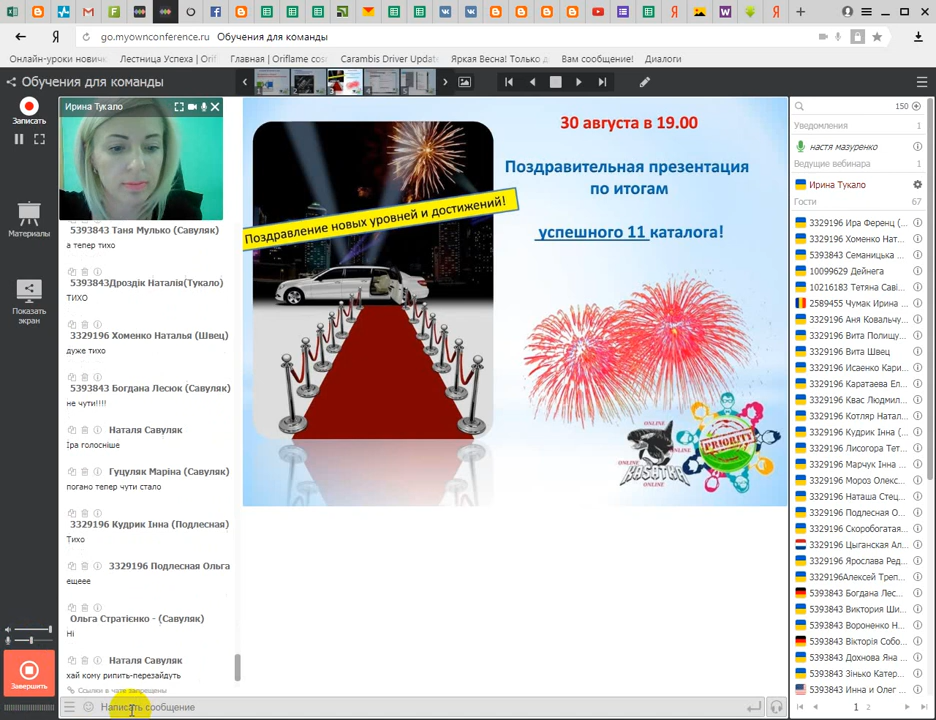 go.myownconference.ru Обучения для команды
Онлайн-уроки новичк
Лестница Успеха | Orif
Главная | Oriflame cos
Carambis Driver Updat
Яркая Весна! Только д
Вам сообщение!
Диалоги
Обучения для команды
Записать
Материалы
Показать
экран
Завершить
Ирина Тукало
5393843 Таня Мулько (Савуляк)
а тепер тихо
5393843Дроздік Наталія(Тукало)
ТИХО
3329196 Хоменко Наталья (Швец)
дуже тихо
5393843 Богдана Лесюк (Савуляк)
не чути!!!!
Наталя Савуляк
Іра голосніше
Гуцуляк Маріна (Савуляк)
погано тепер чути стало
3329196 Кудрик Інна (Подлесная)
Тихо
3329196 Подлесная Ольга
ещеее
Ольга Стратієнко - (Савуляк)
Ні
Наталя Савуляк
хай кому рипить-перезайдуть
Ссылки в чате запрещены
Написать сообщение
30 августа в 19.00
Поздравительная презентация
по итогам
успешного 11 каталога!
Поздравление новых уровней и достижений!
ONLINE
KASATKA
ONLINE
ONLINE
PRIORITY
150
Уведомления 1
настя мазуренко
Ведущие вебинара 1
Ирина Тукало
Гости 67
3329196 Ира Ференц (...
3329196 Хоменко Нат...
5393843 Семаницька ...
10099629 Дейнега
10216183 Тетяна Саві...
2589455 Чумак Ирина ...
3329196 Аня Ковальчу...
3329196 Вита Полищу...
3329196 Вита Швец
3329196 Исаенко Кари...
3329196 Каратаева Ел...
3329196 Квас Людмил...
3329196 Котляр Натал...
3329196 Кудрик Інна (...
3329196 Лисогора Тет...
3329196 Марчук Інна ...
3329196 Мороз Олекс...
3329196 Наташа Стец...
3329196 Подлесная О...
3329196 Скоробогатая...
3329196 Цыганская Ал...
3329196 Ярослава Ред...
3329196Алексей Треп...
5393843 Богдана Лес...
5393843 Виктория Ши...
5393843 Вороненко Н...
5393843 Вікторія Собо...
5393843 Дохнова Яна ...
5393843 Зінько Катер...
5393843 Инна и Олег ...
1 2